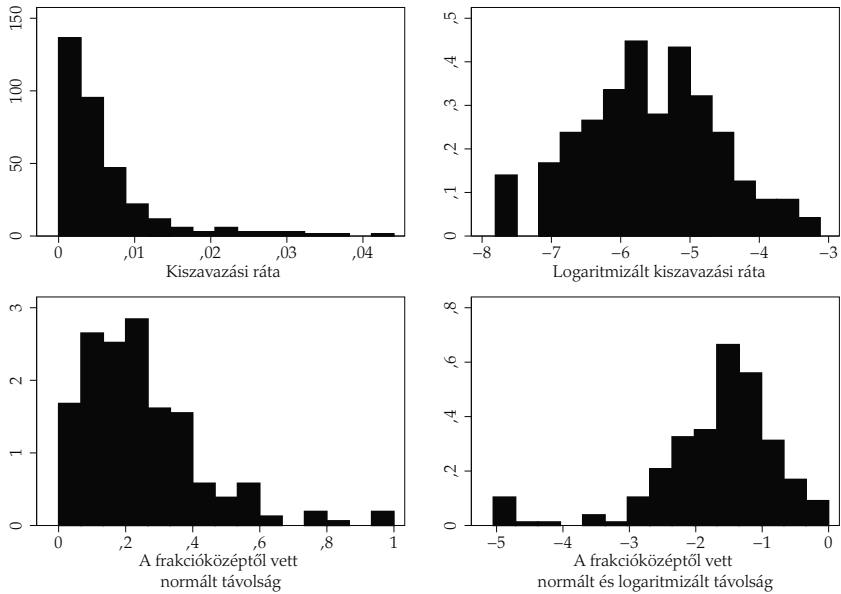 150
100
50
0
0 ,01 ,02 ,03 ,04
Kiszavazási ráta
,5
,4
,3
,2
,1
0
−8 −7 −6 −5 −4 −3
Logaritmizált kiszavazási ráta
3
2
1
0
0 ,2 ,4 ,6 ,8 1
A frakcióközéptől vett
normált távolság
,8
,6
,4
,2
0
−5 −4 −3 −2 −1 0
A frakcióközéptől vett
normált és logaritmizált távolság